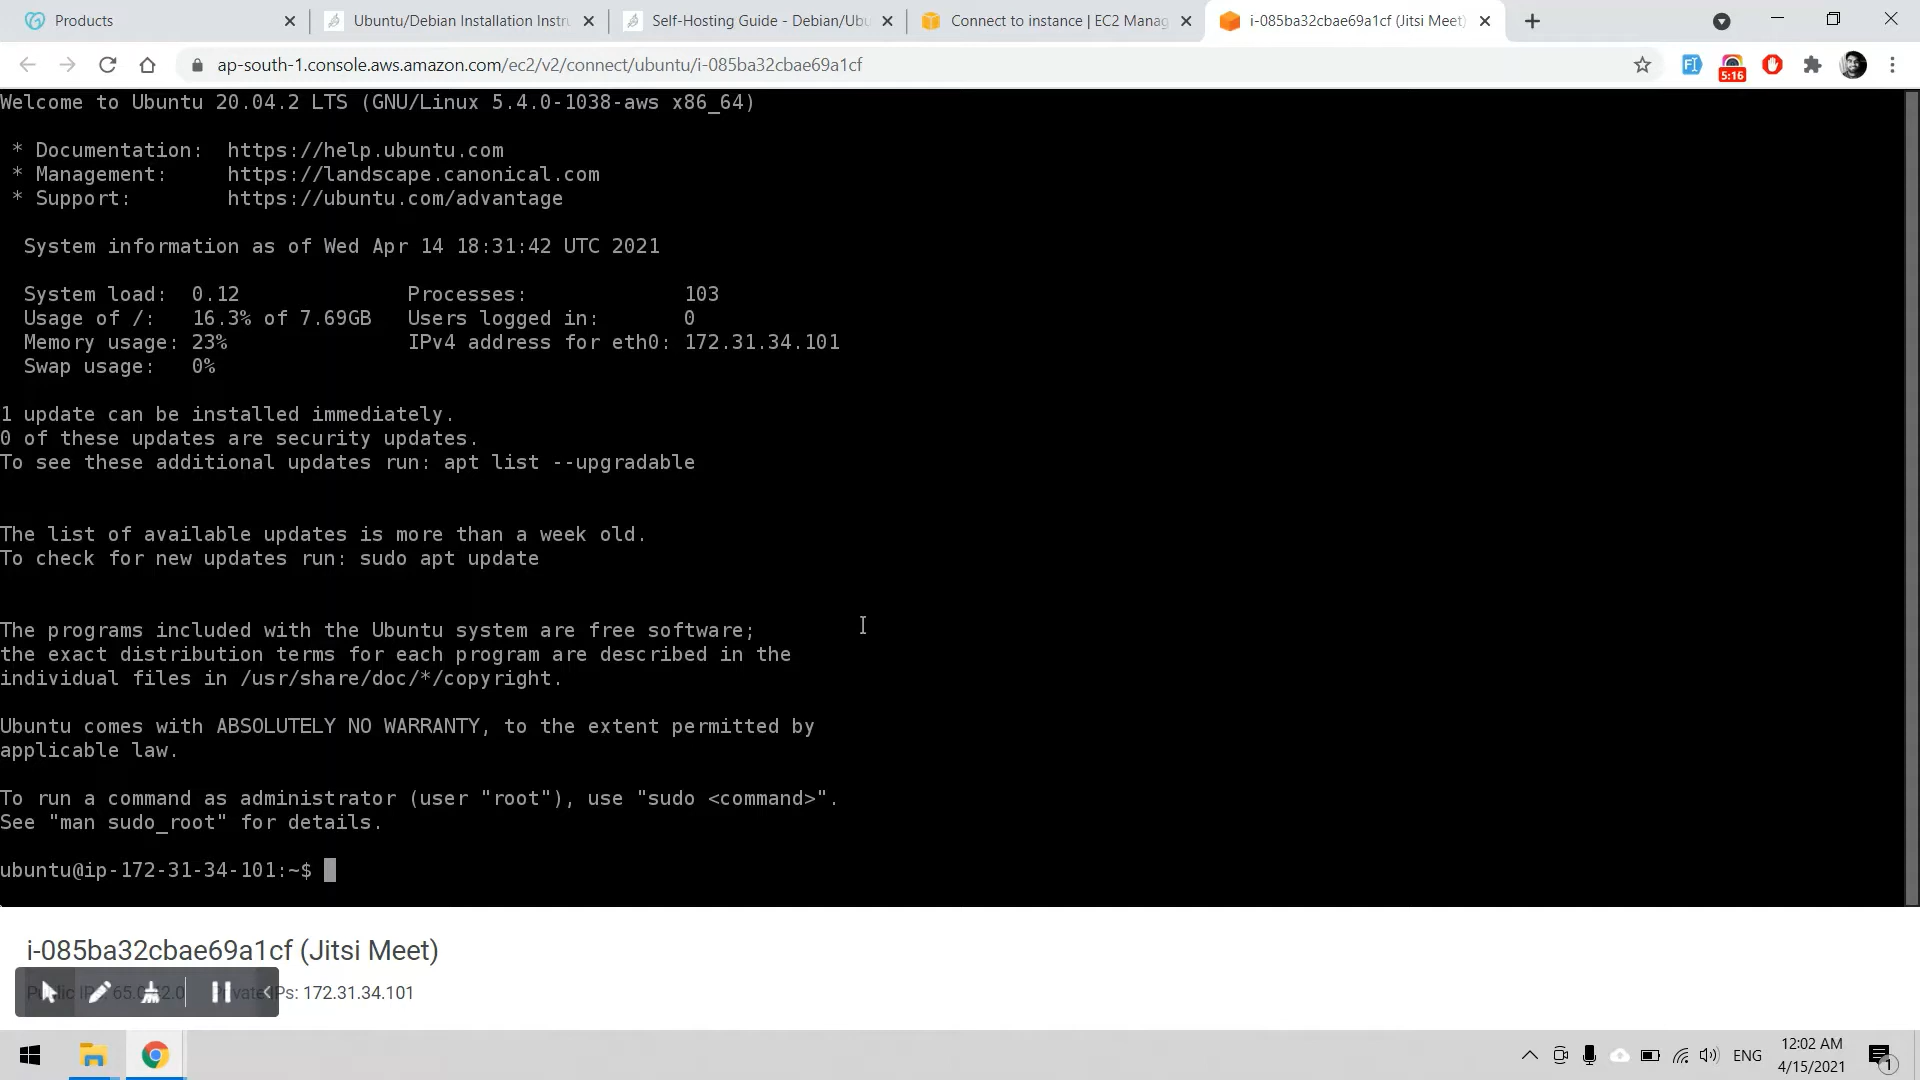 Products
Ubuntu/Debian Installation Instru
Self-Hosting Guide - Debian/Ubu
Connect to instance | EC2 Manag
i-085ba32cbae69a1cf (Jitsi Meet)
ap-south-1.console.aws.amazon.com/ec2/v2/connect/ubuntu/i-085ba32cbae69a1cf
5:16
Welcome to Ubuntu 20.04.2 LTS (GNU/Linux 5.4.0-1038-aws x86_64)
* Documentation: https://help.ubuntu.com
* Management: https://landscape.canonical.com
* Support: https://ubuntu.com/advantage
System information as of Wed Apr 14 18:31:42 UTC 2021
System load: 0.12 Processes: 103
Usage of /: 16.3% of 7.69GB Users logged in: 0
Memory usage: 23% IPv4 address for eth0: 172.31.34.101
Swap usage: 0%
1 update can be installed immediately.
0 of these updates are security updates.
To see these additional updates run: apt list --upgradable
The list of available updates is more than a week old.
To check for new updates run: sudo apt update
The programs included with the Ubuntu system are free software;
the exact distribution terms for each program are described in the
individual files in /usr/share/doc/*/copyright.
Ubuntu comes with ABSOLUTELY NO WARRANTY, to the extent permitted by
applicable law.
To run a command as administrator (user "root"), use "sudo <command>".
See "man sudo_root" for details.
ubuntu@ip-172-31-34-101:~$
i-085ba32cbae69a1cf (Jitsi Meet)
Private IPs: 172.31.34.101
ENG
12:02 AM
4/15/2021
1